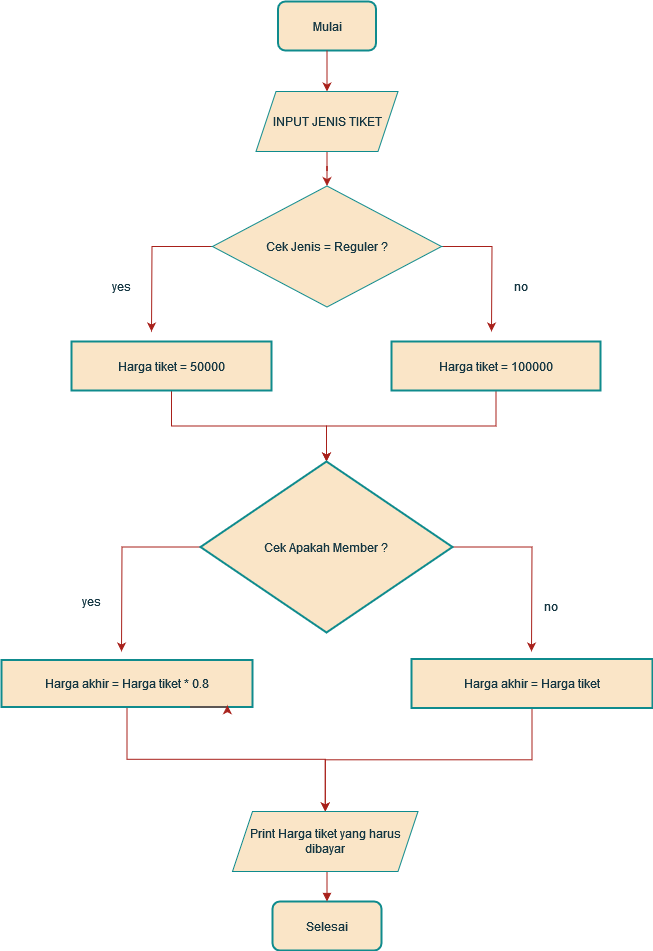 Mulai
INPUT JENIS TIKET
Cek Jenis = Reguler ?
yes
no
Harga tiket = 50000
Harga tiket = 100000
Cek Apakah Member ?
yes
no
Harga akhir = Harga tiket * 0.8
Harga akhir = Harga tiket
Print Harga tiket yang harus
dibayar
Selesai